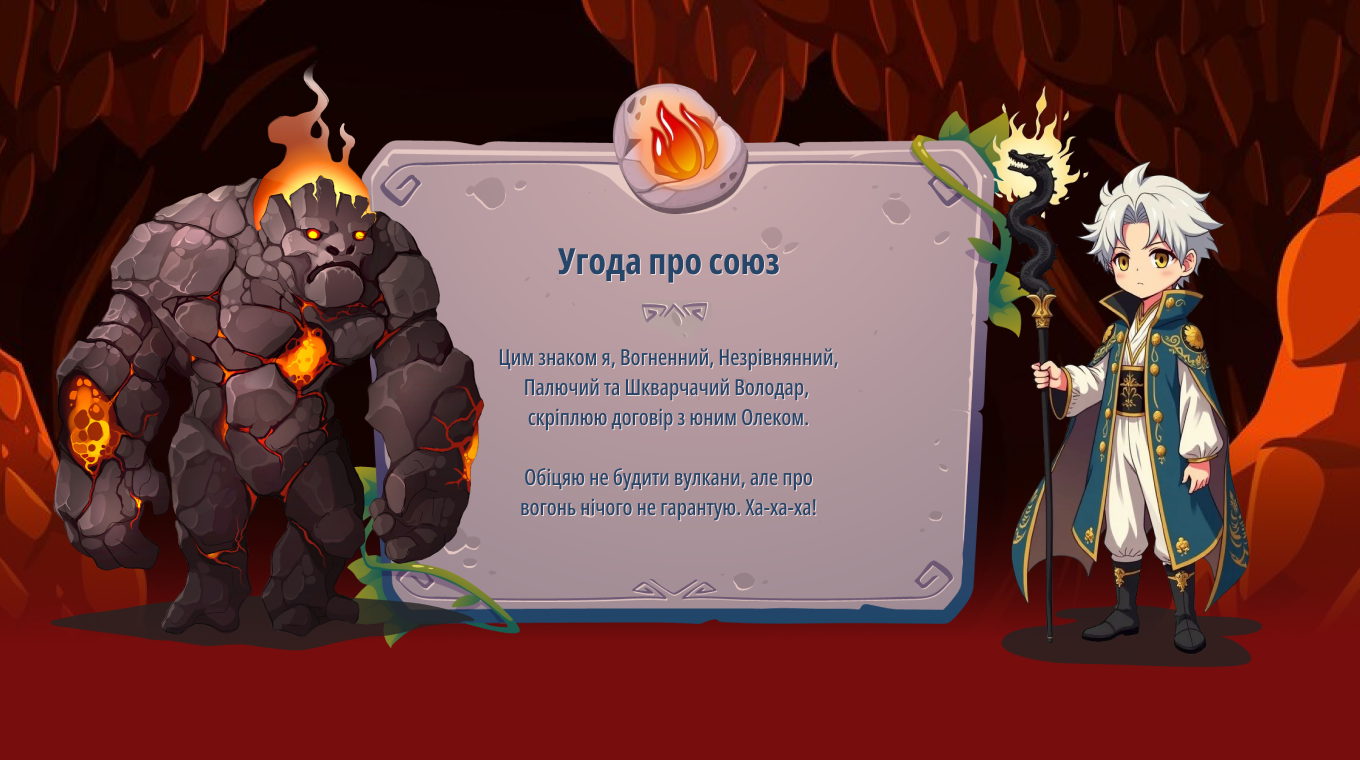 Угода про союз
Цим знаком я, Вогненний, Незрівнянний,
Палючий та Шкварчачий Володар,
скріплюю договір з юним Олеком.
Обіцяю не будити вулкани, але про
вогонь нічого не гарантую. Ха-ха-ха!